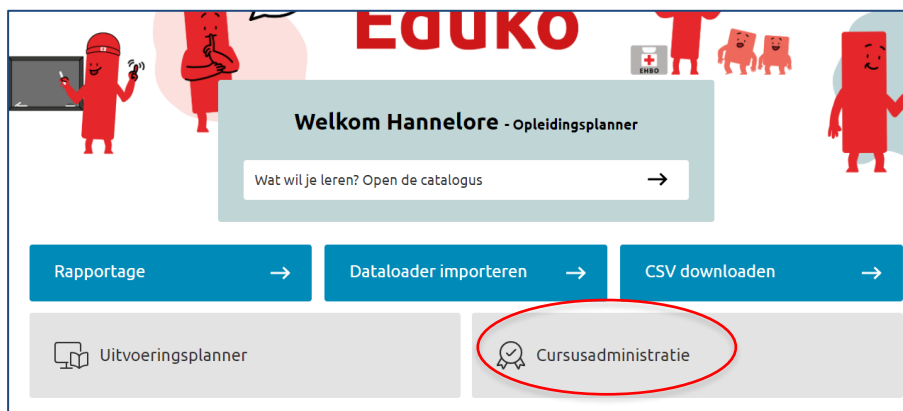 Eduko
EHBO
Welkom Hannelore - Opleidingsplanner
Wat wil je leren? Open de catalogus
Rapportage
Dataloader importeren
CSV downloaden
Uitvoeringsplanner
Cursusadministratie